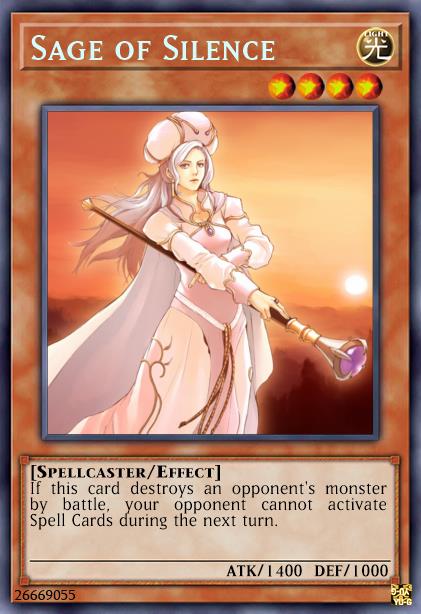 Sage of Silence
LIGHT
光
[Spellcaster/Effect]
If this card destroys an opponent's monster
by battle, your opponent cannot activate
Spell Cards during the next turn.
ATK/1400 DEF/1000
26669055